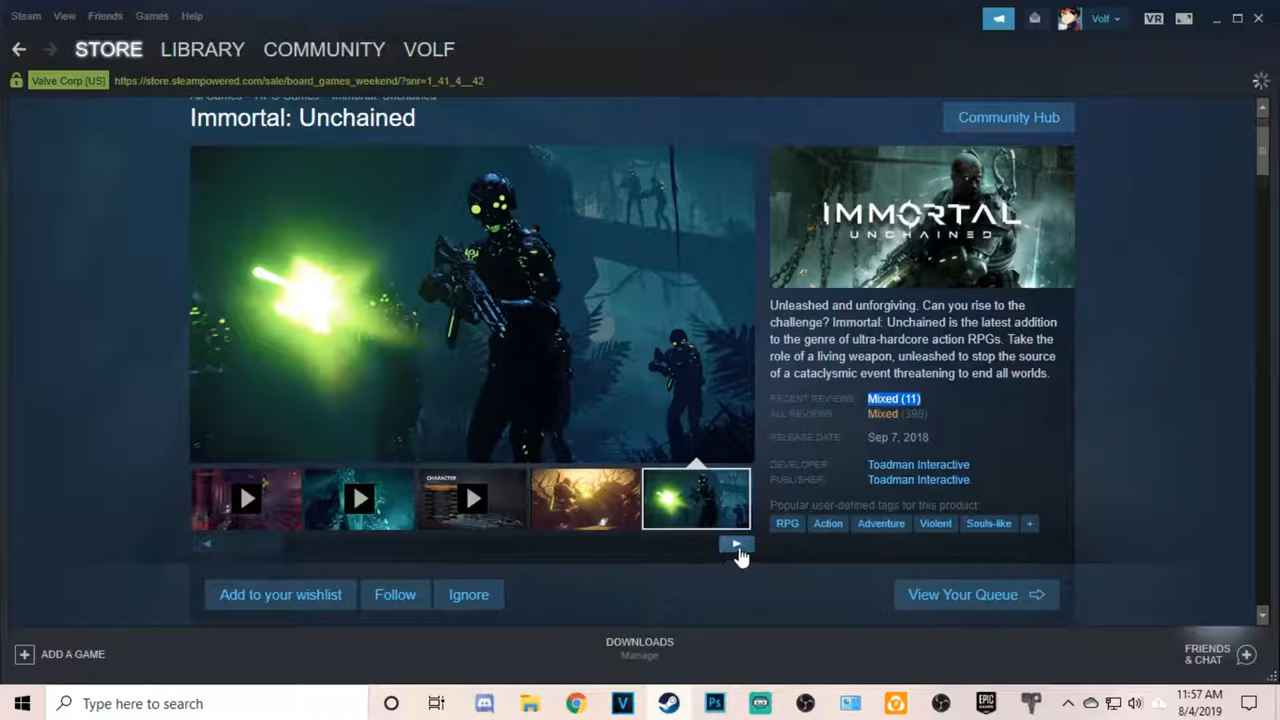 Steam View Friends Games Help
Volf
VR
STORE LIBRARY COMMUNITY VOLF
Valve Corp [US] https://store.steampowered.com/sale/board_games_weekend/?snr=1_41_4__42
Immortal: Unchained
Community Hub
IMMORTAL
UNCHAINED
Unleashed and unforgiving. Can you rise to the
challenge? Immortal: Unchained is the latest addition
to the genre of ultra-hardcore action RPGs. Take the
role of a living weapon, unleashed to stop the source
of a cataclysmic event threatening to end all worlds.
RECENT REVIEWS: Mixed (11)
ALL REVIEWS: Mixed (396)
RELEASE DATE: Sep 7, 2018
DEVELOPER: Toadman Interactive
PUBLISHER: Toadman Interactive
Popular user-defined tags for this product:
RPG Action Adventure Violent Souls-like +
CHARACTER
Add to your wishlist Follow Ignore
View Your Queue
ADD A GAME
DOWNLOADS
Manage
FRIENDS
& CHAT
Type here to search
V
Ps
EPIC
GAMES
11:57 AM
8/4/2019